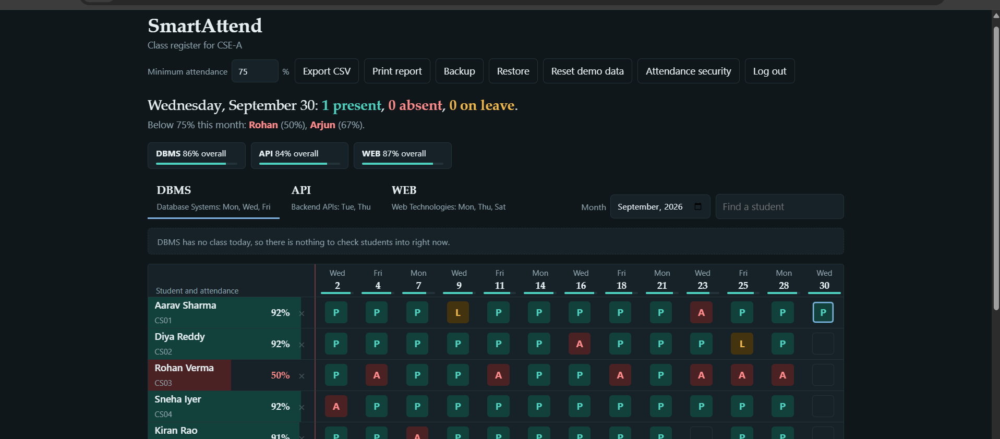 SmartAttend
Class register for CSE-A
Minimum attendance 75 % Export CSV Print report Backup Restore Reset demo data Attendance security Log out
Wednesday, September 30: 1 present, 0 absent, 0 on leave.
Below 75% this month: Rohan (50%), Arjun (67%).
DBMS 86% overall API 84% overall WEB 87% overall
DBMS API WEB
Database Systems: Mon, Wed, Fri Backend APIs: Tue, Thu Web Technologies: Mon, Thu, Sat Month September, 2026 Find a student
DBMS has no class today, so there is nothing to check students into right now.
Wed Fri Mon Wed Fri Mon Wed Fri Mon Wed Fri Mon Wed
2 4 7 9 11 14 16 18 21 23 25 28 30
Student and attendance
Aarav Sharma
92% × P P P L P P P P P A P P P
CS01
Diya Reddy
92% × P P P P P P A P P P L P
CS02
Rohan Verma
50% × P A P P A P P A P A A A
CS03
Sneha Iyer
92% × A P P P P P P P P P P P
CS04
Kiran Rao
91% × P P A P P P P P P P P